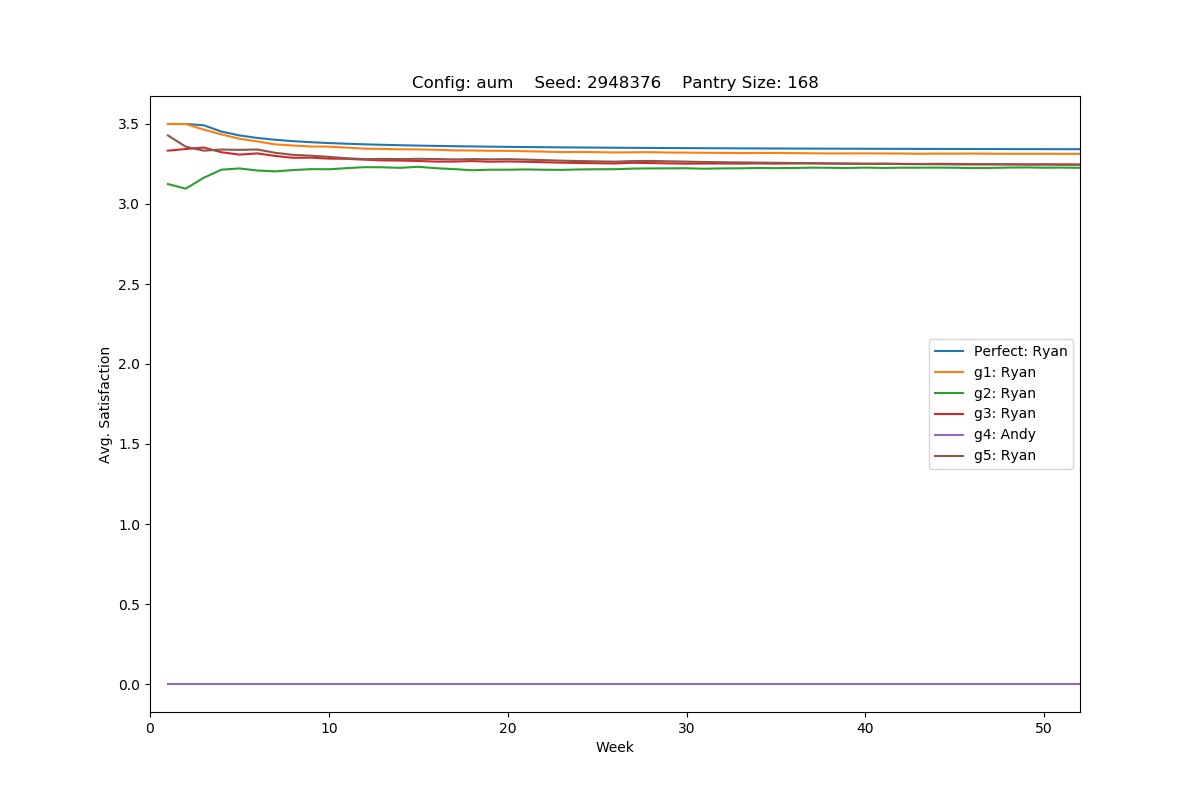 Config: aum    Seed: 2948376    Pantry Size: 168
3.5
3.0
2.5
2.0
1.5
1.0
0.5
0.0
Avg. Satisfaction
Perfect: Ryan
g1: Ryan
g2: Ryan
g3: Ryan
g4: Andy
g5: Ryan
0 10 20 30 40 50
Week